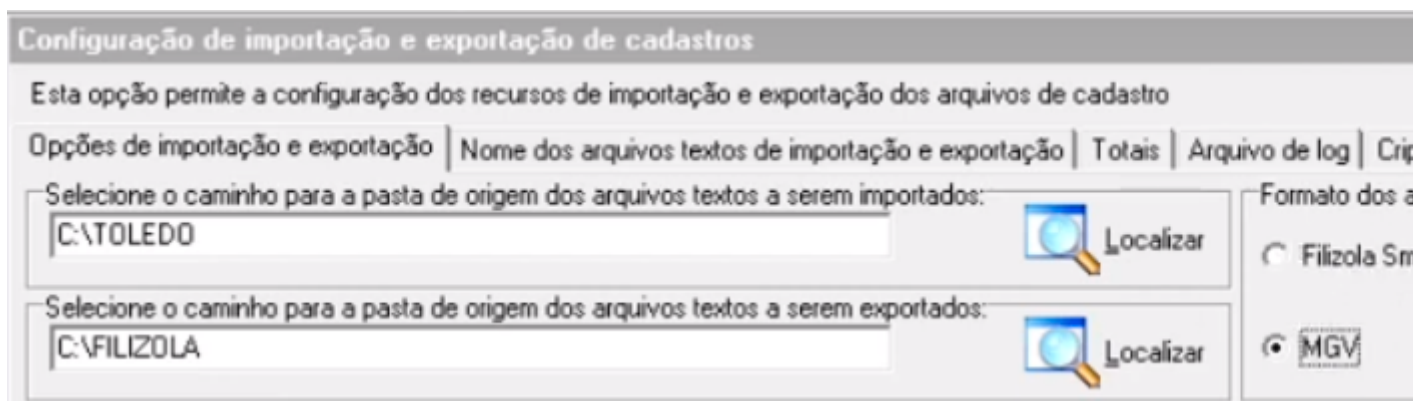 Configuração de importação e exportação de cadastros
Esta opção permite a configuração dos recursos de importação e exportação dos arquivos de cadastro
Opções de importação e exportação Nome dos arquivos textos de importação e exportação Totais Arquivo de log
Selecione o caminho para a pasta de origem dos arquivos textos a serem importados: Formato dos
C:\TOLEDO Localizar
Filizola
Selecione o caminho para a pasta de origem dos arquivos textos a serem exportados:
C:\FILIZOLA Localizar MGV